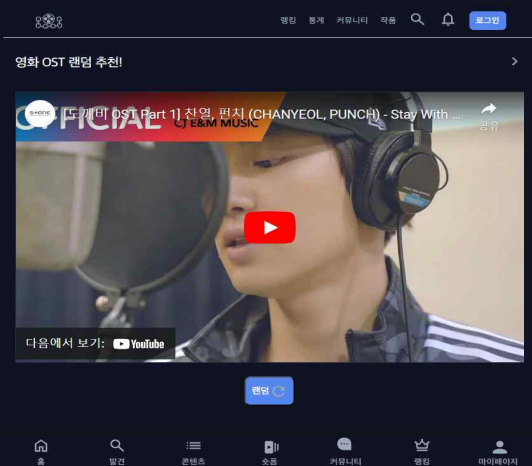 랭킹 통계 커뮤니티 작품 로그인
영화 OST 랜덤 추천!
OFFICIAL CJ E&M MUSIC
[도깨비 OST Part 1] 찬열, 펀치 (CHANYEOL, PUNCH) - Stay With ...
공유
다음에서 보기: YouTube
랜덤
홈 발견 콘텐츠 숏폼 커뮤니티 랭킹 마이페이지